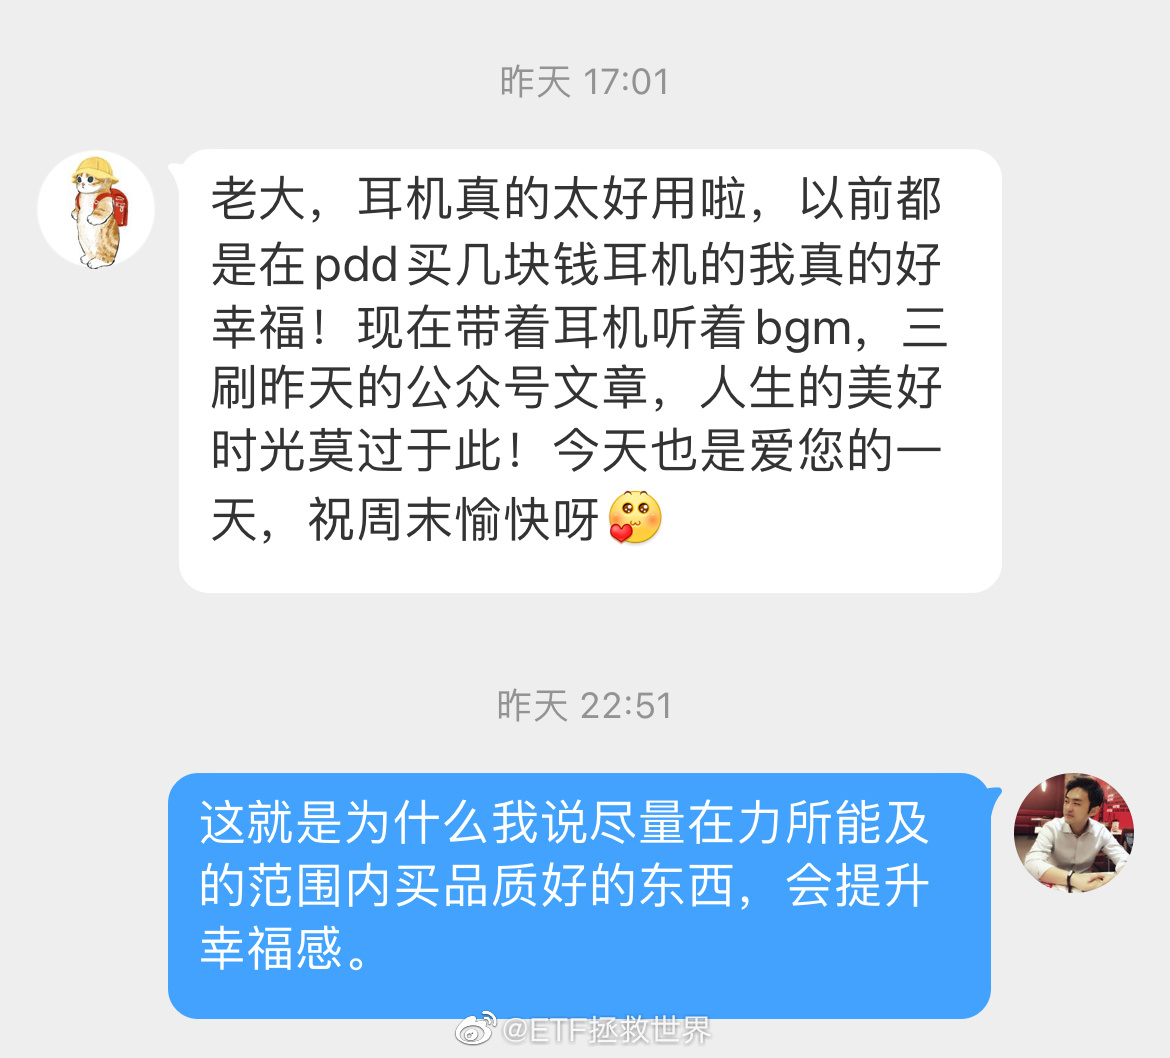 昨天 17:01
老大，耳机真的太好用啦，以前都
是在pdd买几块钱耳机的我真的好
幸福！现在带着耳机听着bgm，三
刷昨天的公众号文章，人生的美好
时光莫过于此！今天也是爱您的一
天，祝周末愉快呀
昨天 22:51
这就是为什么我说尽量在力所能及
的范围内买品质好的东西，会提升
幸福感。
@ETF拯救世界